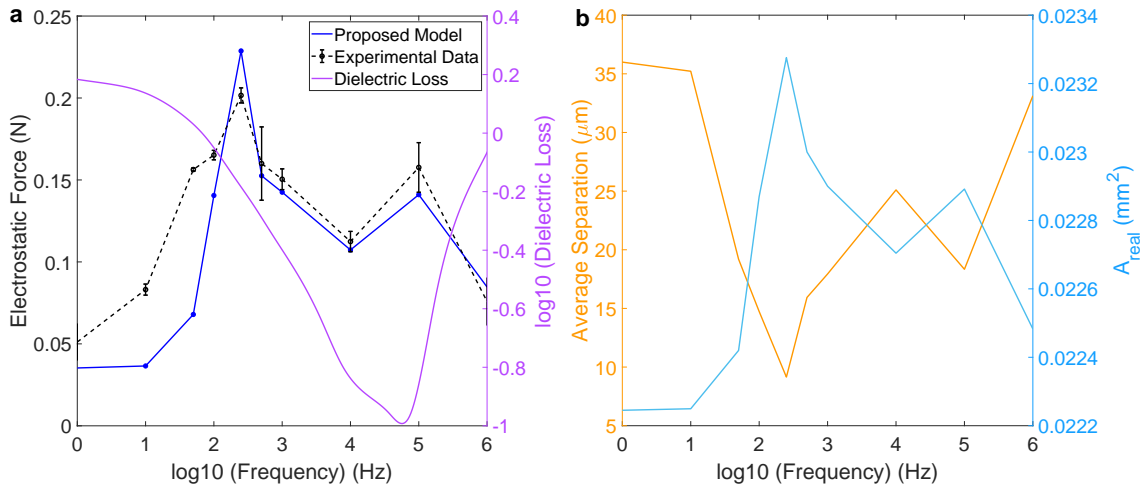 a
0.25
0.2
0.15
0.1
0.05
0
Electrostatic Force (N)
Proposed Model
Experimental Data
Dielectric Loss
0.4
0.2
0
-0.2
-0.4
-0.6
-0.8
-1
log10 (Dielectric Loss)
0 1 2 3 4 5 6
log10 (Frequency) (Hz)
b
40
35
30
25
20
15
10
5
Average Separation (μm)
0.0234
0.0232
0.023
0.0228
0.0226
0.0224
0.0222
A_real (mm²)
0 1 2 3 4 5 6
log10 (Frequency) (Hz)